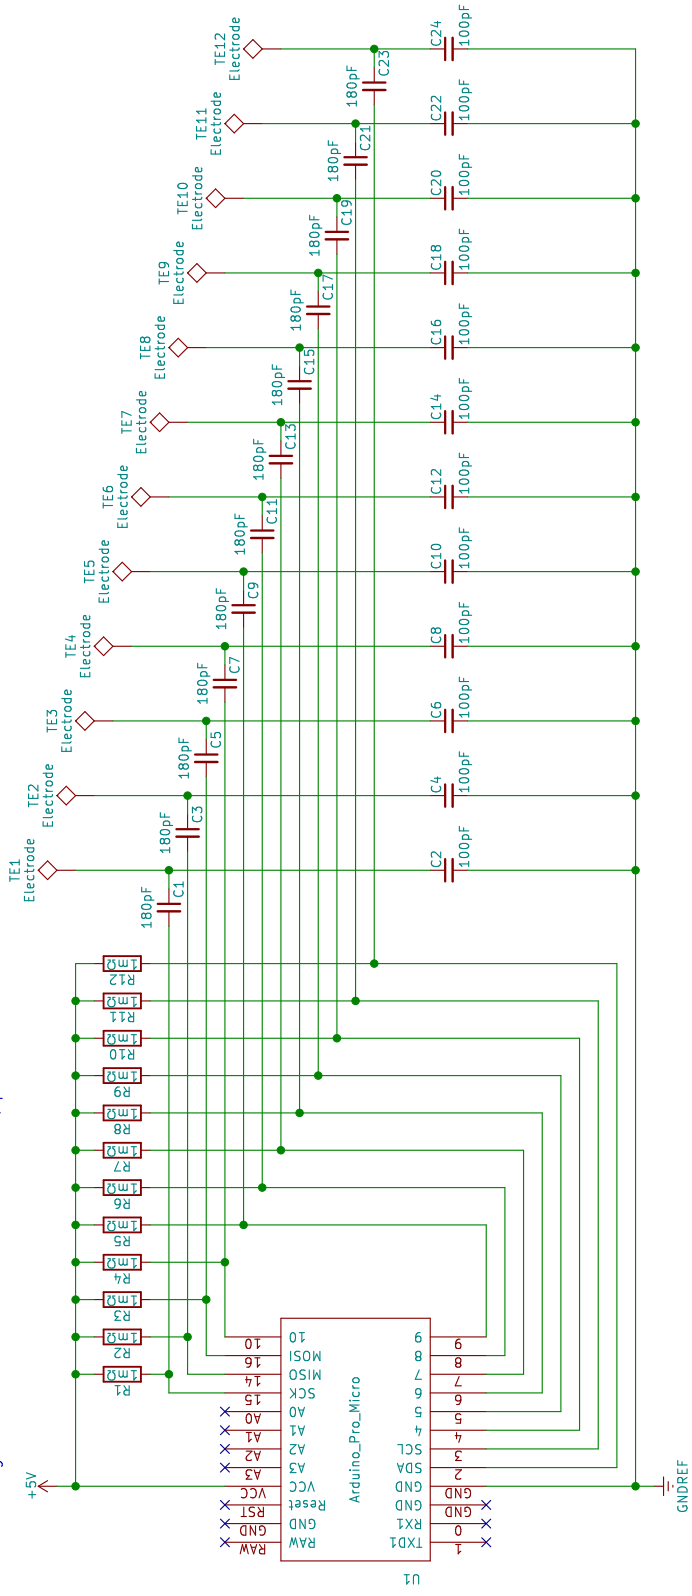 TE12
Electrode
C24
100pF
180pF
C23
TE11
Electrode
C22
100pF
180pF
C21
TE10
Electrode
C20
100pF
180pF
C19
TE9
Electrode
C18
100pF
180pF
C17
TE8
Electrode
C16
100pF
180pF
C15
TE7
Electrode
C14
100pF
180pF
C13
TE6
Electrode
C12
100pF
180pF
C11
TE5
Electrode
C10
100pF
180pF
C9
TE4
Electrode
C8
100pF
180pF
C7
TE3
Electrode
C6
100pF
180pF
C5
TE2
Electrode
C4
100pF
180pF
C3
TE1
Electrode
C2
100pF
180pF
C1
1mΩ
R12
1mΩ
R11
1mΩ
R10
1mΩ
R9
1mΩ
R8
1mΩ
R7
1mΩ
R6
1mΩ
R5
1mΩ
R4
1mΩ
R3
1mΩ
R2
1mΩ
R1
10 10
16 MOSI
14 MISO
15 SCK
A0 A0
A1 A1
A2 A2
A3 A3
VCC VCC
RST Reset
GND GND
RAW RAW
Arduino_Pro_Micro
9 9
8 8
7 7
6 6
5 5
4 4
SCL 3
SDA 2
GND GND
GND GND
RX1 0
TXD1 1
U1
+5V
GNDREF